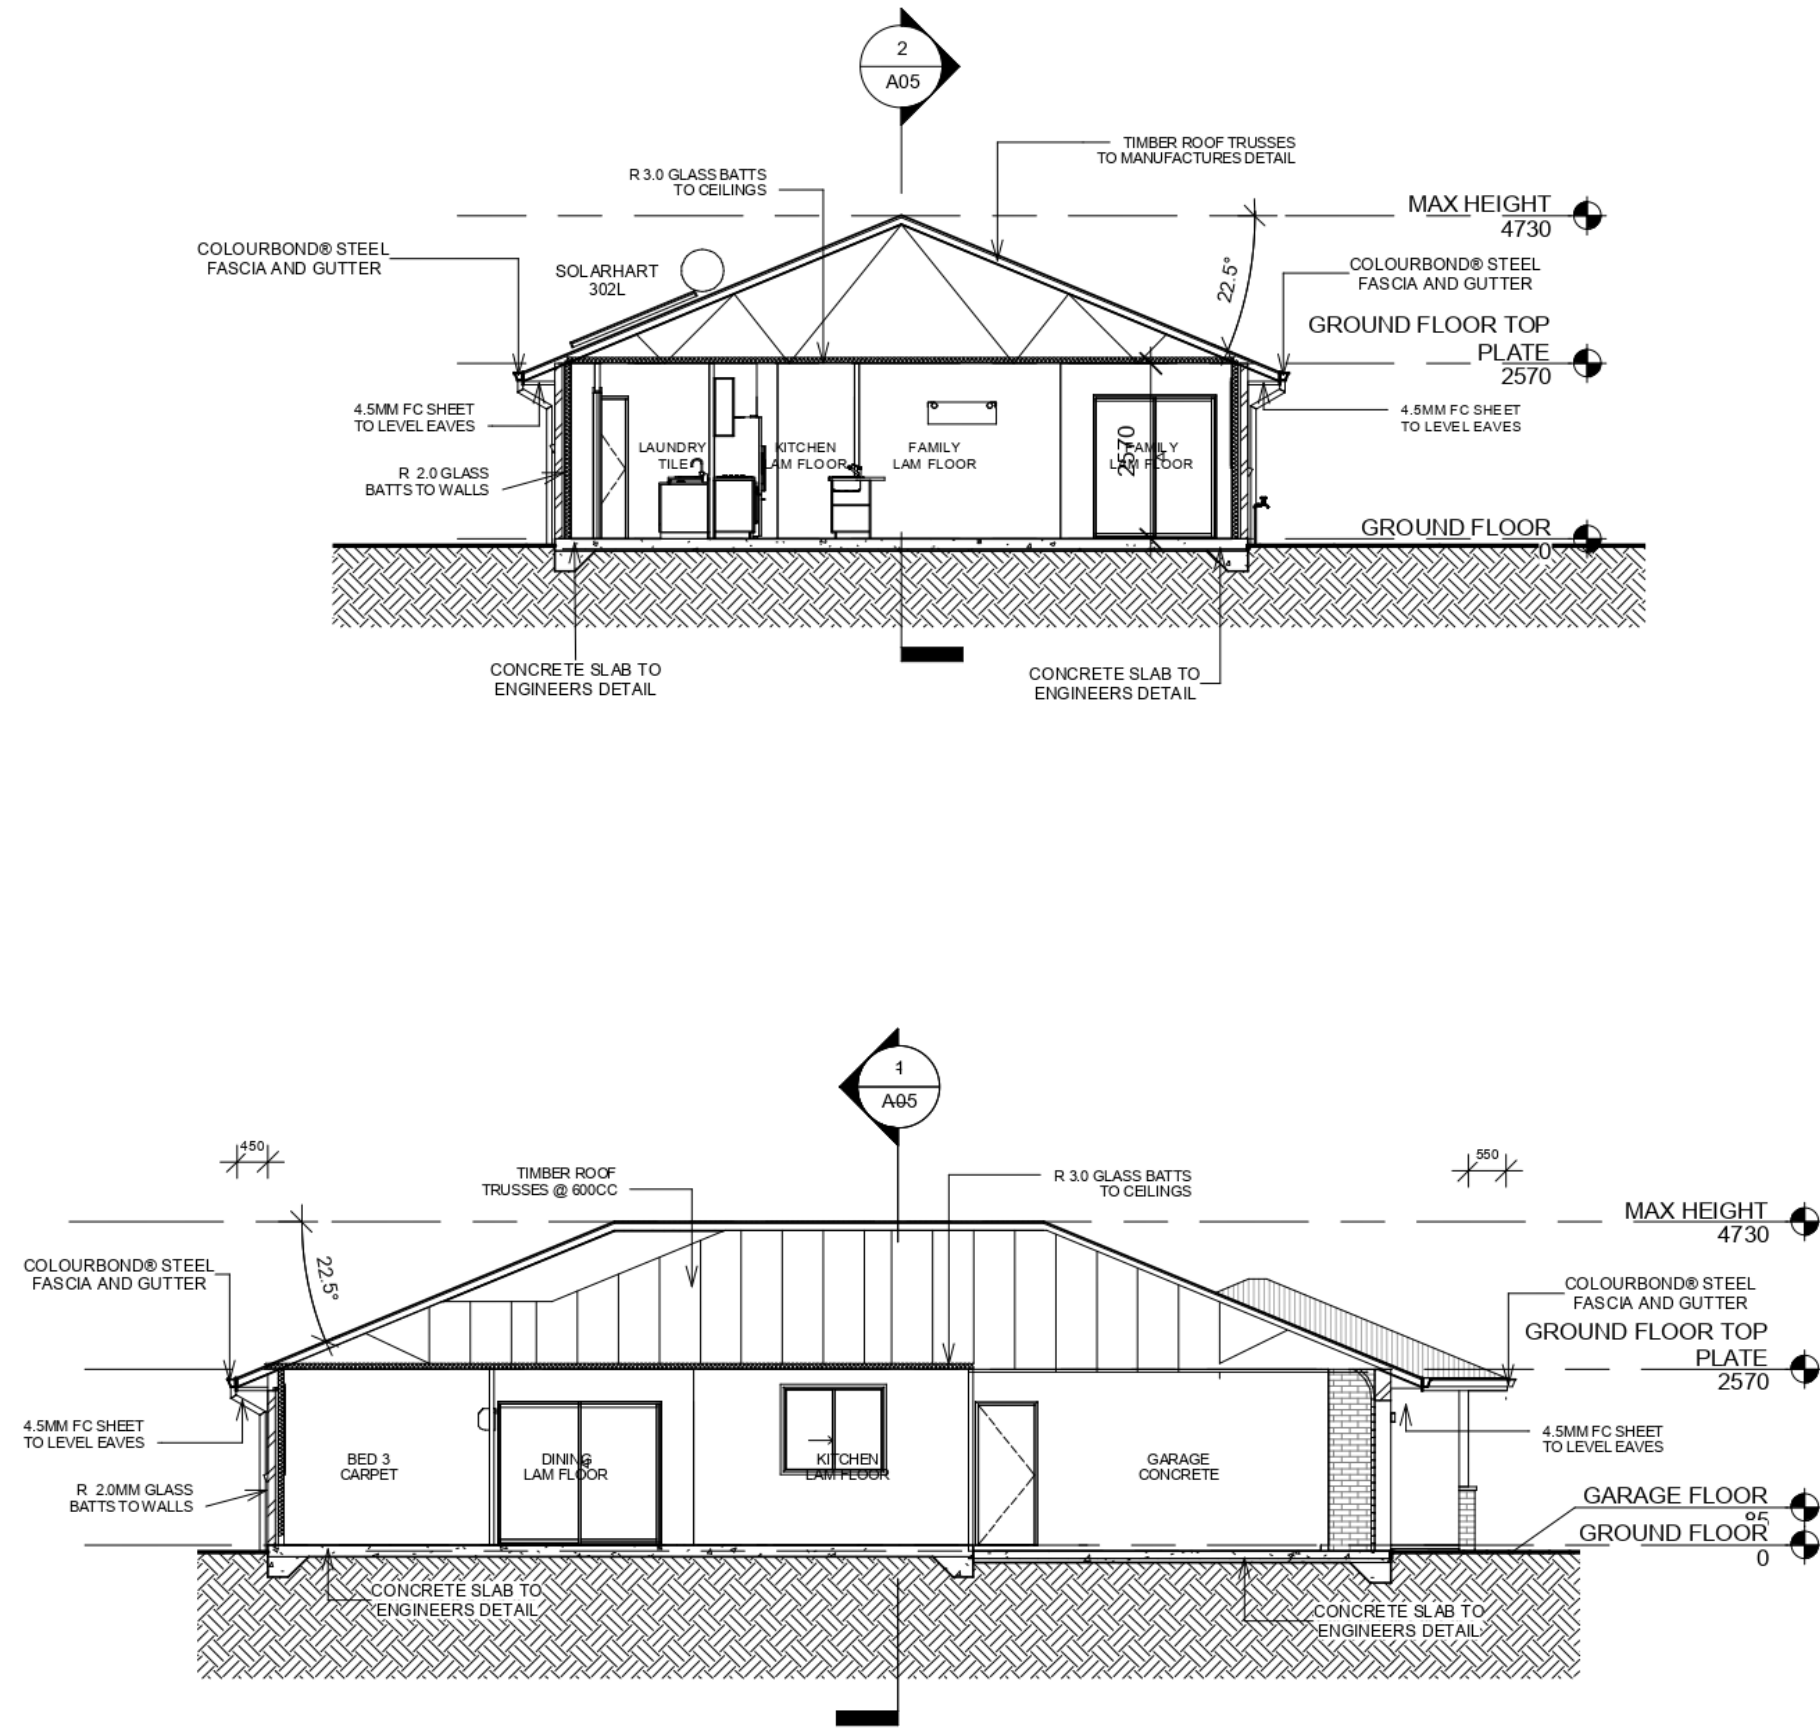 2
A05
TIMBER ROOF TRUSSES
TO MANUFACTURES DETAIL
R 3.0 GLASS BATTS
TO CEILINGS
MAX HEIGHT
4730
COLOURBOND® STEEL
FASCIA AND GUTTER
SOLARHART
302L
22.5°
COLOURBOND® STEEL
FASCIA AND GUTTER
GROUND FLOOR TOP
PLATE
2570
4.5MM FC SHEET
TO LEVEL EAVES
4.5MM FC SHEET
TO LEVEL EAVES
LAUNDRY
TILE
KITCHEN
LAM FLOOR
FAMILY
LAM FLOOR
2570
FAMILY
LAM FLOOR
R 2.0 GLASS
BATTS TO WALLS
GROUND FLOOR
0
CONCRETE SLAB TO
ENGINEERS DETAIL
CONCRETE SLAB TO
ENGINEERS DETAIL
1
A05
450
550
TIMBER ROOF
TRUSSES @ 600CC
R 3.0 GLASS BATTS
TO CEILINGS
MAX HEIGHT
4730
COLOURBOND® STEEL
FASCIA AND GUTTER
22.5°
COLOURBOND® STEEL
FASCIA AND GUTTER
GROUND FLOOR TOP
PLATE
2570
4.5MM FC SHEET
TO LEVEL EAVES
4.5MM FC SHEET
TO LEVEL EAVES
BED 3
CARPET
DINING
LAM FLOOR
KITCHEN
LAM FLOOR
GARAGE
CONCRETE
R 2.0MM GLASS
BATTS TO WALLS
GARAGE FLOOR
85
GROUND FLOOR
0
CONCRETE SLAB TO
ENGINEERS DETAIL
CONCRETE SLAB TO
ENGINEERS DETAIL